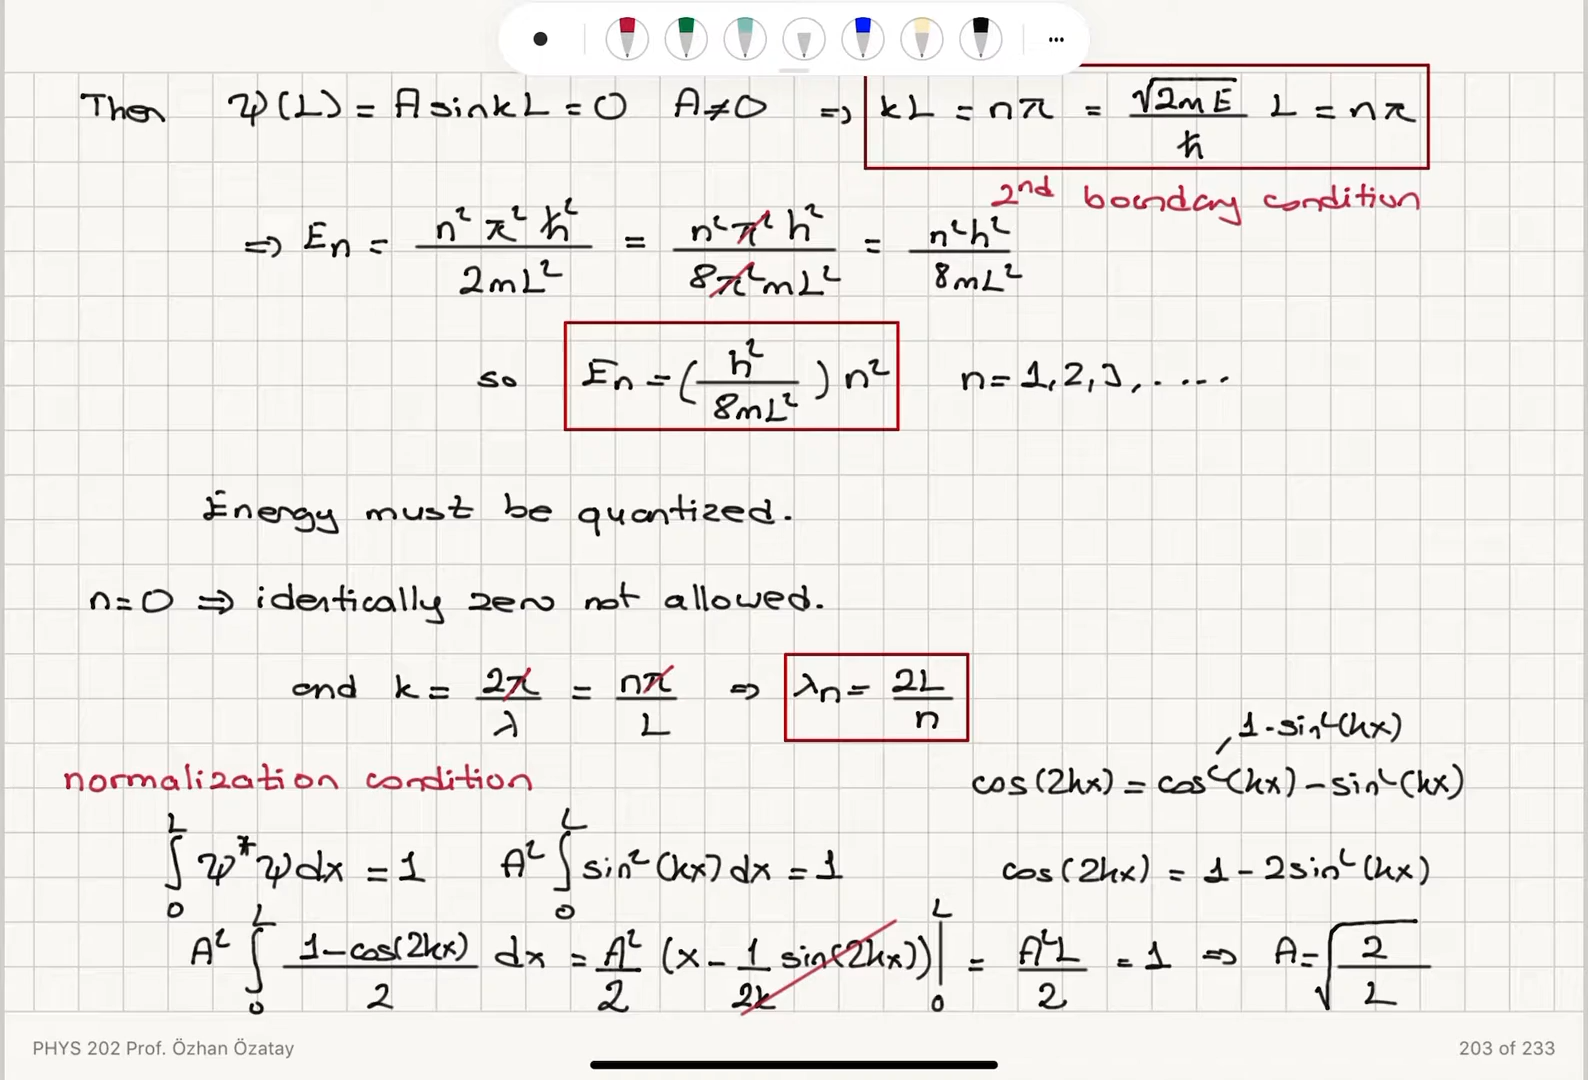 Then ψ(L) = A sinkL = 0 A≠0 ⇒ kL = nπ = √2mE/ħ L = nπ
2nd boundary condition
⇒ En = n²π²ħ²/2mL² = n²π²h²/8π²mL² = n²h²/8mL²
so En = (h²/8mL²) n² n = 1, 2, 3, .....
Energy must be quantized.
n=0 ⇒ identically zero not allowed.
and k = 2π/λ = nπ/L ⇒ λn = 2L/n
1-sin²(kx)
normalization condition cos(2kx) = cos²(kx) - sin²(kx)
∫₀ᴸ ψ*ψdx = 1 A² ∫₀ᴸ sin²(kx)dx = 1 cos(2kx) = 1 - 2sin²(kx)
A² ∫₀ᴸ 1-cos(2kx)/2 dx = A²/2 (x - 1/2k sin(2kx))|₀ᴸ = A²L/2 = 1 ⇒ A = √2/L
PHYS 202 Prof. Özhan Özatay 203 of 233